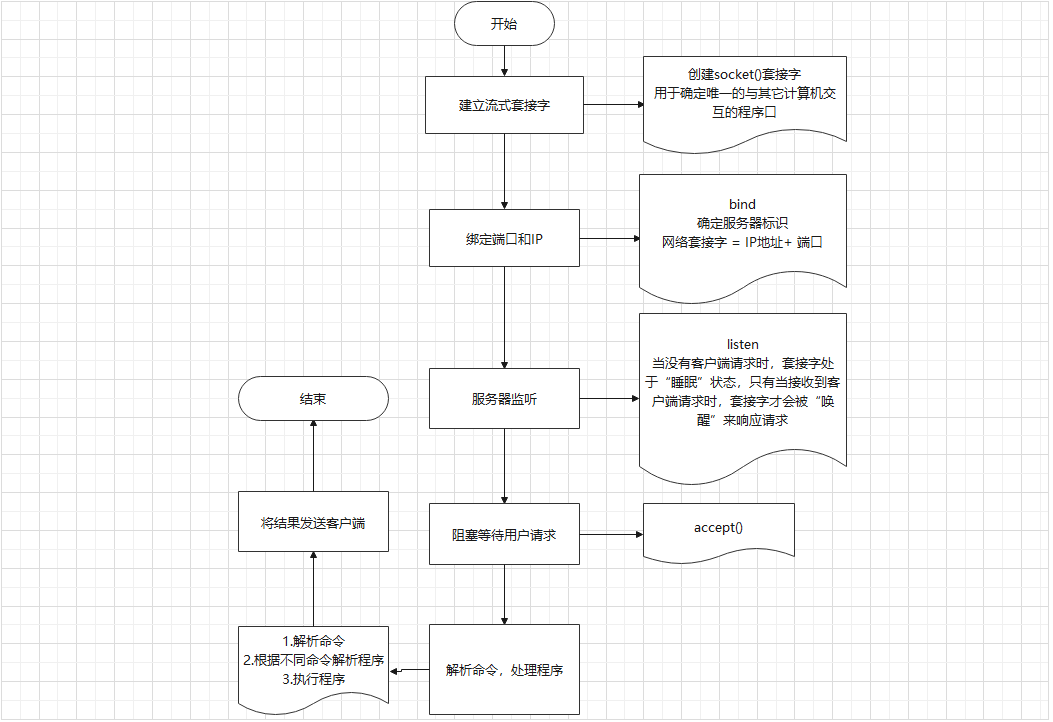 开始
建立流式套接字
创建socket()套接字
用于确定唯一的与其它计算机交
互的程序口
绑定端口和IP
bind
确定服务器标识
网络套接字 = IP地址+ 端口
服务器监听
listen
当没有客户端请求时，套接字处
于“睡眠”状态，只有当接收到客
户端请求时，套接字才会被“唤
醒”来响应请求
阻塞等待用户请求
accept()
解析命令，处理程序
1.解析命令
2.根据不同命令解析程序
3.执行程序
将结果发送客户端
结束